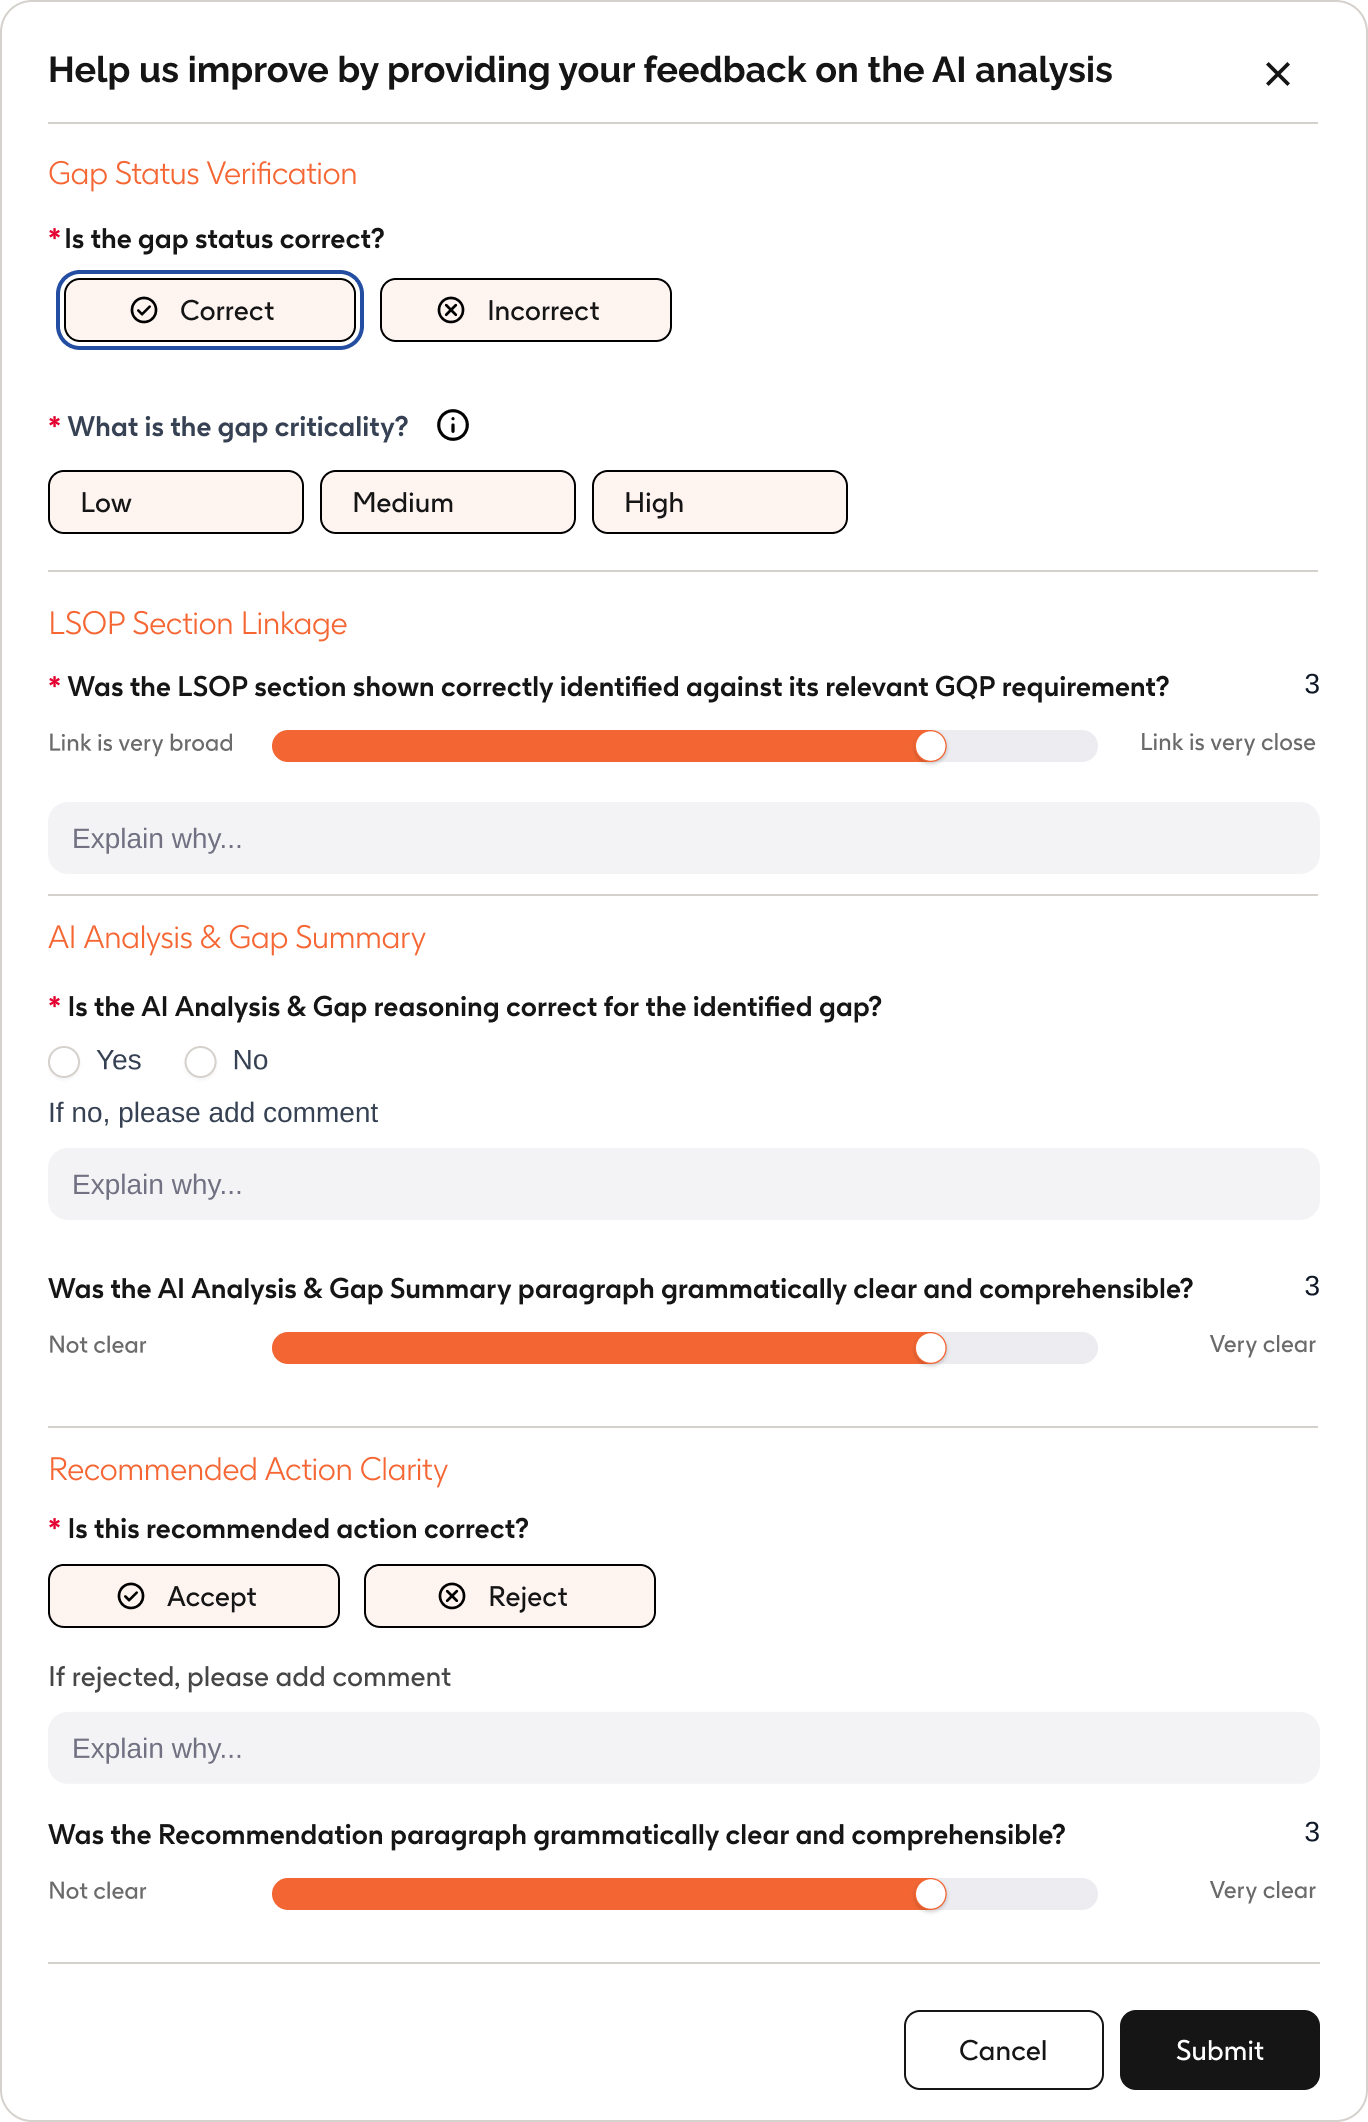 Help us improve by providing your feedback on the AI analysis
Gap Status Verification
*Is the gap status correct?
Correct
Incorrect
* What is the gap criticality?
Low
Medium
High
LSOP Section Linkage
* Was the LSOP section shown correctly identified against its relevant GQP requirement?
3
Link is very broad
Link is very close
Explain why...
AI Analysis & Gap Summary
* Is the AI Analysis & Gap reasoning correct for the identified gap?
Yes
No
If no, please add comment
Explain why...
Was the AI Analysis & Gap Summary paragraph grammatically clear and comprehensible?
3
Not clear
Very clear
Recommended Action Clarity
* Is this recommended action correct?
Accept
Reject
If rejected, please add comment
Explain why...
Was the Recommendation paragraph grammatically clear and comprehensible?
3
Not clear
Very clear
Cancel
Submit